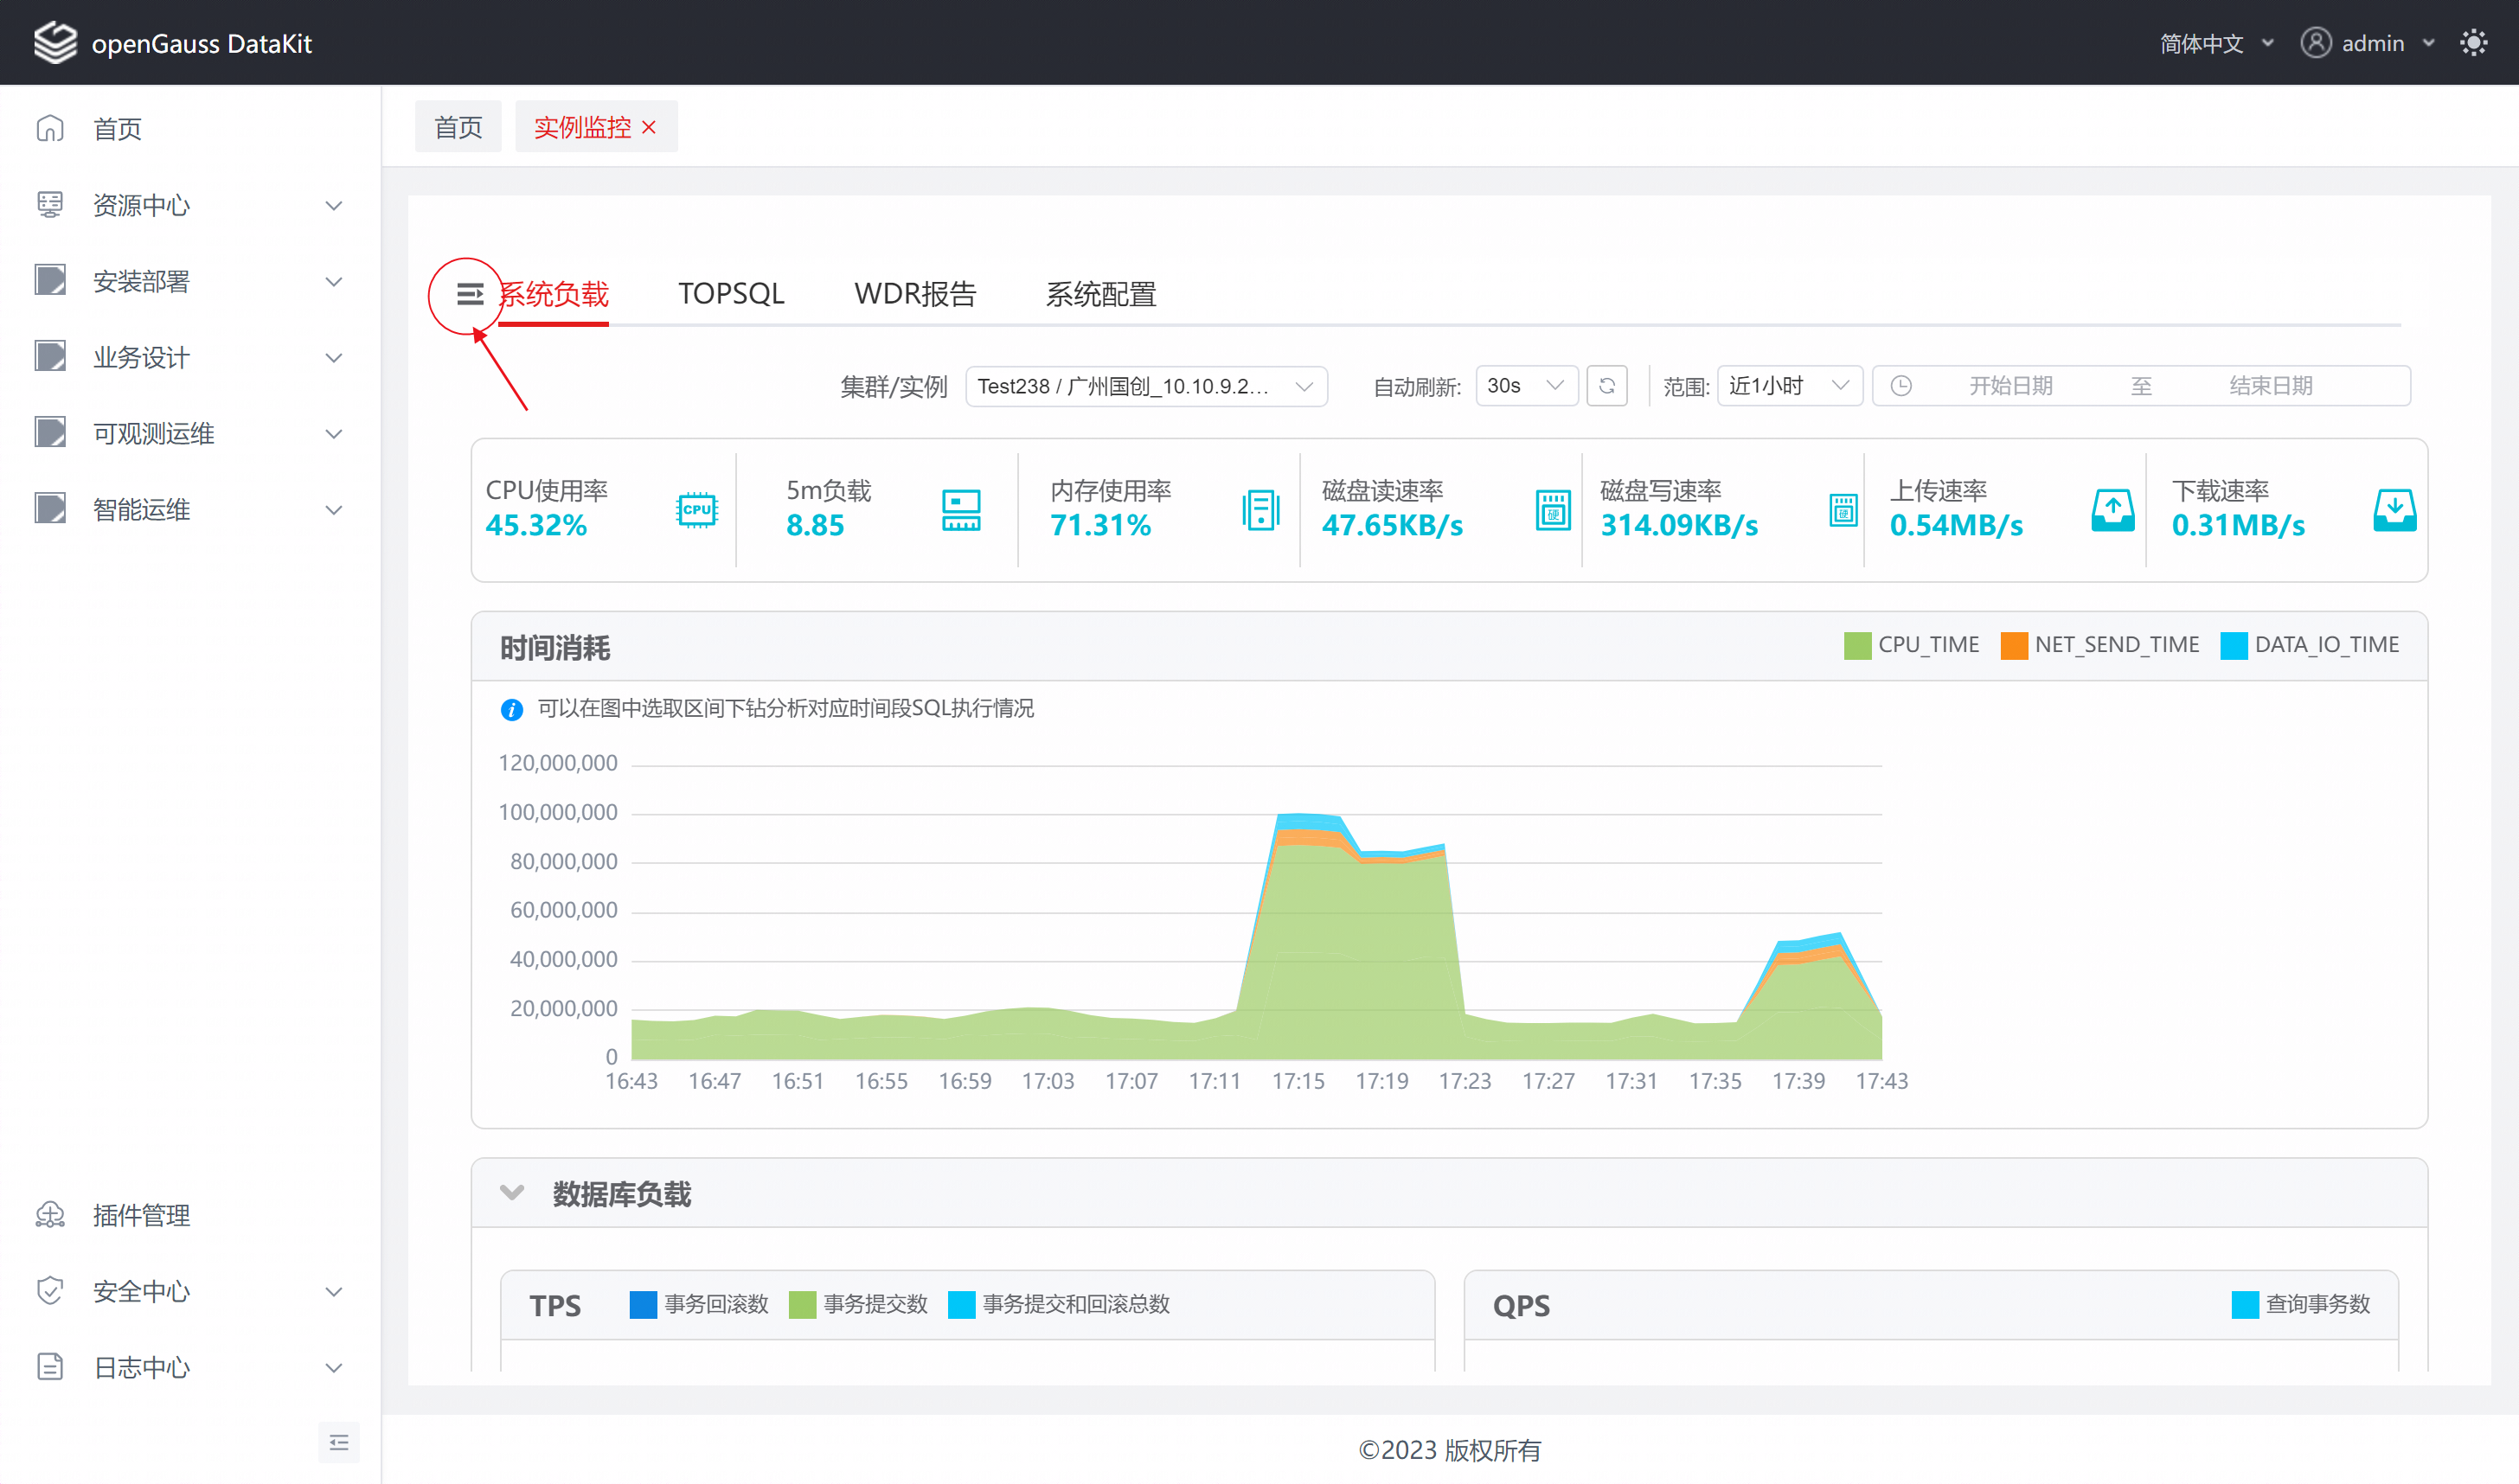 openGauss DataKit
简体中文
admin
首页
资源中心
安装部署
业务设计
可观测运维
智能运维
插件管理
安全中心
日志中心
首页
实例监控 ×
系统负载
TOPSQL
WDR报告
系统配置
集群/实例
Test238 / 广州国创_10.10.9.2...
自动刷新:
30s
范围:
近1小时
开始日期
至
结束日期
CPU使用率
45.32%
CPU
5m负载
8.85
内存使用率
71.31%
磁盘读速率
47.65KB/s
硬
磁盘写速率
314.09KB/s
硬
上传速率
0.54MB/s
下载速率
0.31MB/s
时间消耗
CPU_TIME
NET_SEND_TIME
DATA_IO_TIME
可以在图中选取区间下钻分析对应时间段SQL执行情况
120,000,000
100,000,000
80,000,000
60,000,000
40,000,000
20,000,000
0
16:43 16:47 16:51 16:55 16:59 17:03 17:07 17:11 17:15 17:19 17:23 17:27 17:31 17:35 17:39 17:43
数据库负载
TPS
事务回滚数
事务提交数
事务提交和回滚总数
QPS
查询事务数
©2023 版权所有